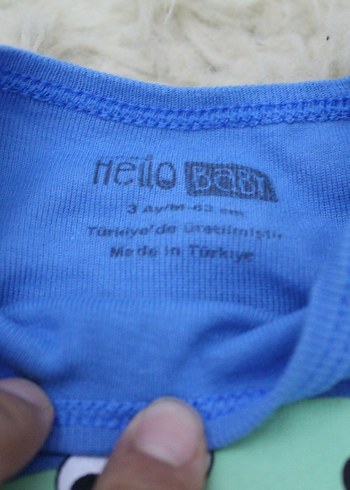 Hello BABY
3 Ay/M-62 cm
Türkiye'de Üretilmiştir
Made in Türkiye